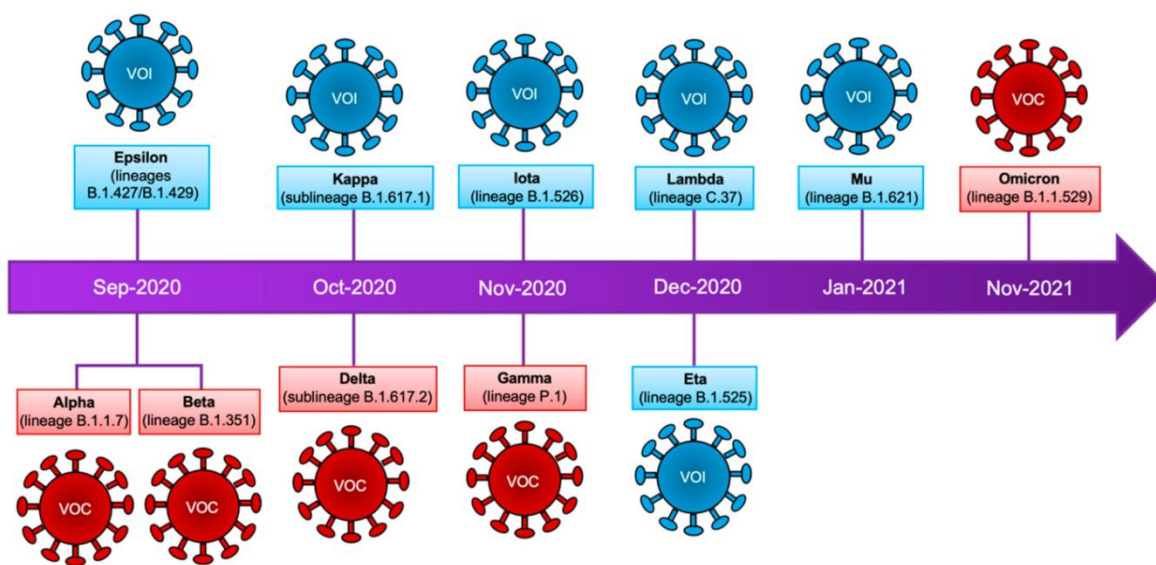 VOI
VOI
VOI
VOI
VOI
VOC
Epsilon
(lineages
B.1.427/B.1.429)
Kappa
(sublineage B.1.617.1)
Iota
(lineage B.1.526)
Lambda
(lineage C.37)
Mu
(lineage B.1.621)
Omicron
(lineage B.1.1.529)
Sep-2020
Oct-2020
Nov-2020
Dec-2020
Jan-2021
Nov-2021
Alpha
(lineage B.1.1.7)
Beta
(lineage B.1.351)
Delta
(sublineage B.1.617.2)
Gamma
(lineage P.1)
Eta
(lineage B.1.525)
VOC
VOC
VOC
VOC
VOI